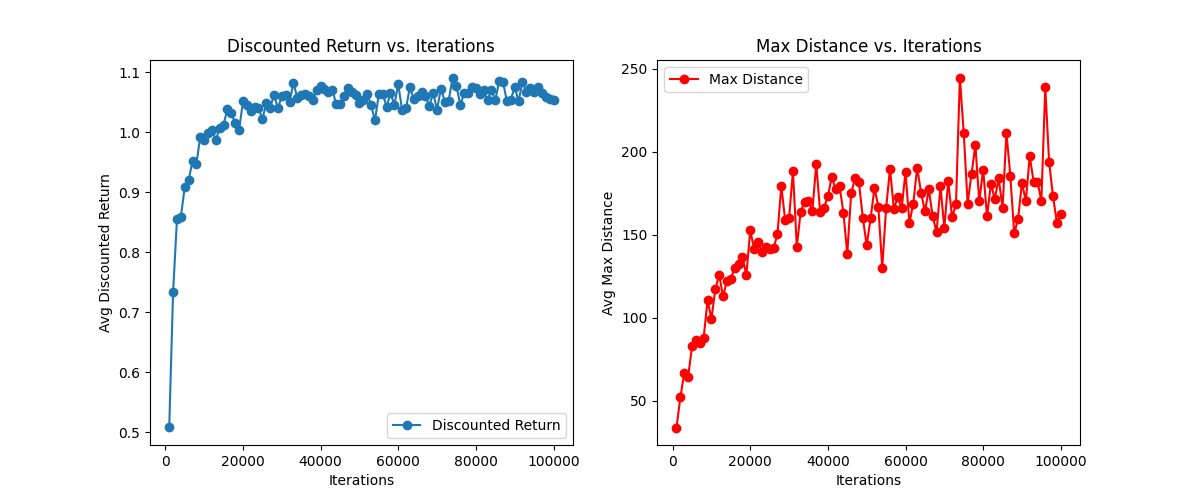 Discounted Return vs. Iterations
Avg Discounted Return
1.1
1.0
0.9
0.8
0.7
0.6
0.5
Discounted Return
0 20000 40000 60000 80000 100000
Iterations
Max Distance vs. Iterations
Avg Max Distance
250
200
150
100
50
Max Distance
0 20000 40000 60000 80000 100000
Iterations